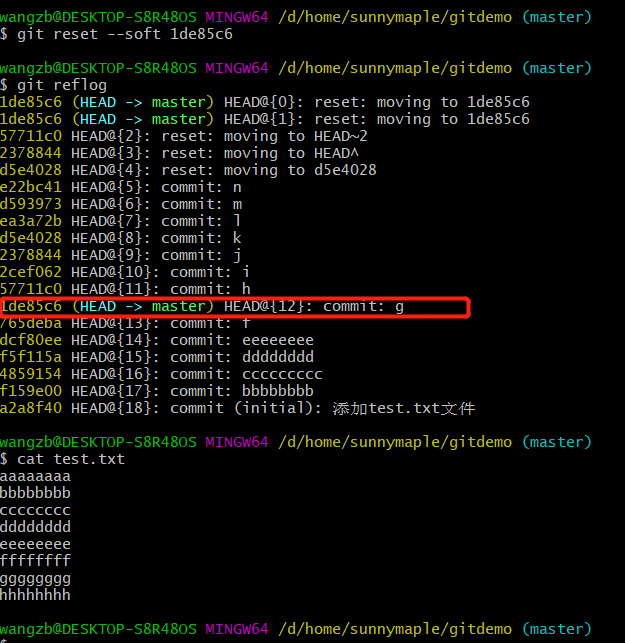 wangzb@DESKTOP-S8R48OS MINGW64 /d/home/sunnymaple/gitdemo (master)
$ git reset --soft 1de85c6
wangzb@DESKTOP-S8R48OS MINGW64 /d/home/sunnymaple/gitdemo (master)
$ git reflog
1de85c6 (HEAD -> master) HEAD@{0}: reset: moving to 1de85c6
1de85c6 (HEAD -> master) HEAD@{1}: reset: moving to 1de85c6
57711c0 HEAD@{2}: reset: moving to HEAD~2
2378844 HEAD@{3}: reset: moving to HEAD^
d5e4028 HEAD@{4}: reset: moving to d5e4028
e22bc41 HEAD@{5}: commit: n
d593973 HEAD@{6}: commit: m
ea3a72b HEAD@{7}: commit: l
d5e4028 HEAD@{8}: commit: k
2378844 HEAD@{9}: commit: j
2cef062 HEAD@{10}: commit: i
57711c0 HEAD@{11}: commit: h
1de85c6 (HEAD -> master) HEAD@{12}: commit: g
765deba HEAD@{13}: commit: f
dcf80ee HEAD@{14}: commit: eeeeeeee
f5f115a HEAD@{15}: commit: dddddddd
4859154 HEAD@{16}: commit: ccccccccc
f159e00 HEAD@{17}: commit: bbbbbbbb
a2a8f40 HEAD@{18}: commit (initial): 添加test.txt文件
wangzb@DESKTOP-S8R48OS MINGW64 /d/home/sunnymaple/gitdemo (master)
$ cat test.txt
aaaaaaaa
bbbbbbbb
cccccccc
dddddddd
eeeeeeee
ffffffff
gggggggg
hhhhhhhh
wangzb@DESKTOP-S8R48OS MINGW64 /d/home/sunnymaple/gitdemo (master)